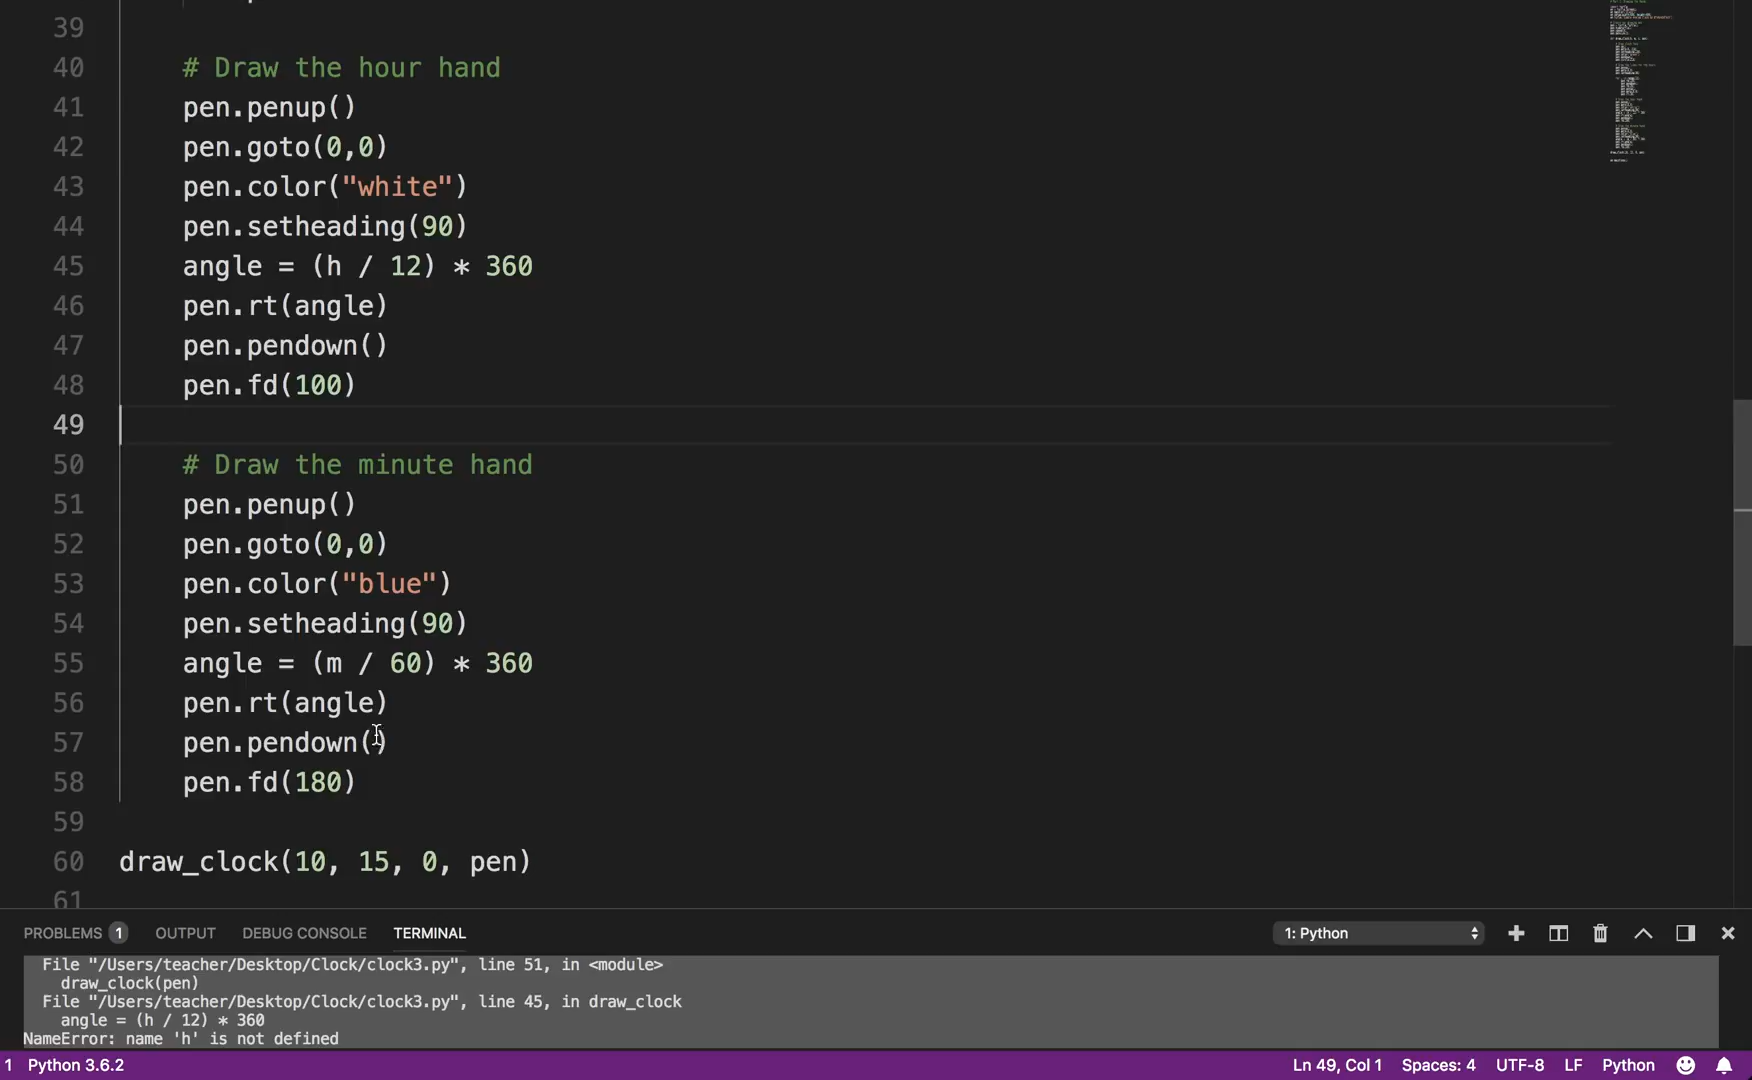 39
40 # Draw the hour hand
41 pen.penup()
42 pen.goto(0,0)
43 pen.color("white")
44 pen.setheading(90)
45 angle = (h / 12) * 360
46 pen.rt(angle)
47 pen.pendown()
48 pen.fd(100)
49
50 # Draw the minute hand
51 pen.penup()
52 pen.goto(0,0)
53 pen.color("blue")
54 pen.setheading(90)
55 angle = (m / 60) * 360
56 pen.rt(angle)
57 pen.pendown()
58 pen.fd(180)
59
60 draw_clock(10, 15, 0, pen)
61
PROBLEMS 1 OUTPUT DEBUG CONSOLE TERMINAL 1: Python
File "/Users/teacher/Desktop/Clock/clock3.py", line 51, in <module>
draw_clock(pen)
File "/Users/teacher/Desktop/Clock/clock3.py", line 45, in draw_clock
angle = (h / 12) * 360
NameError: name 'h' is not defined
1 Python 3.6.2 Ln 49, Col 1 Spaces: 4 UTF-8 LF Python